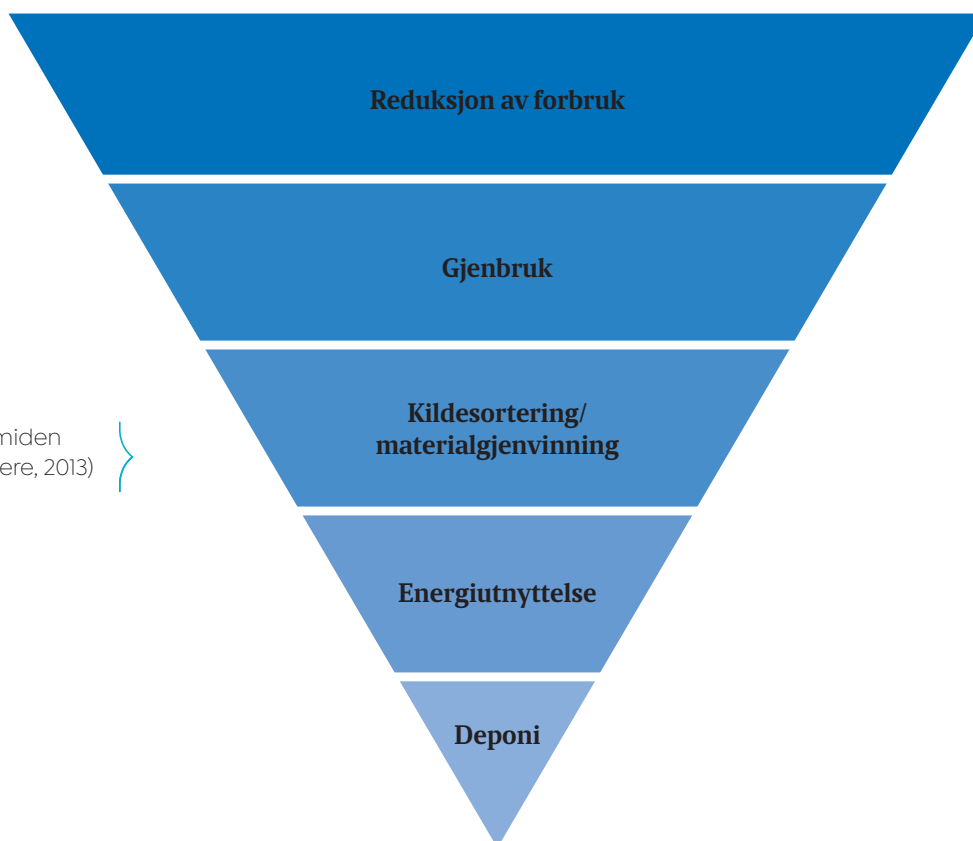 Reduksjon av forbruk
Gjenbruk
Kildesortering/
materialgjenvinning
miden
ere, 2013)
Energiutnyttelse
Deponi